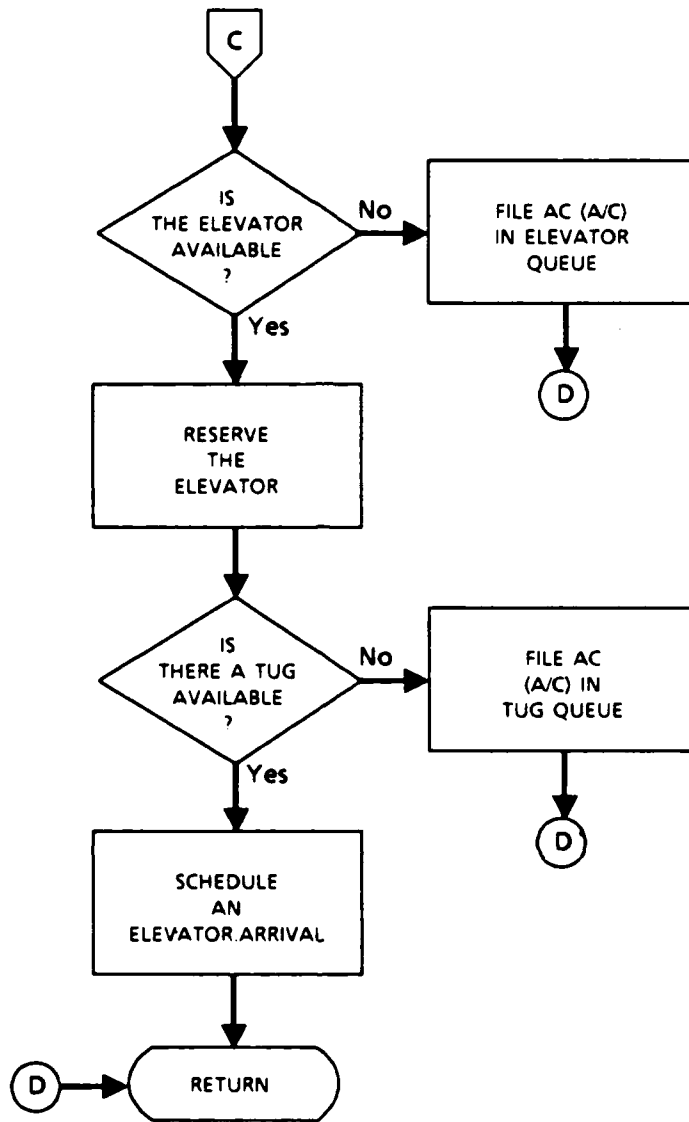 C
IS
THE ELEVATOR
AVAILABLE
?
No
FILE AC (A/C)
IN ELEVATOR
QUEUE
Yes
D
RESERVE
THE
ELEVATOR
IS
THERE A TUG
AVAILABLE
?
No
FILE AC
(A/C) IN
TUG QUEUE
Yes
D
SCHEDULE
AN
ELEVATOR.ARRIVAL
D
RETURN